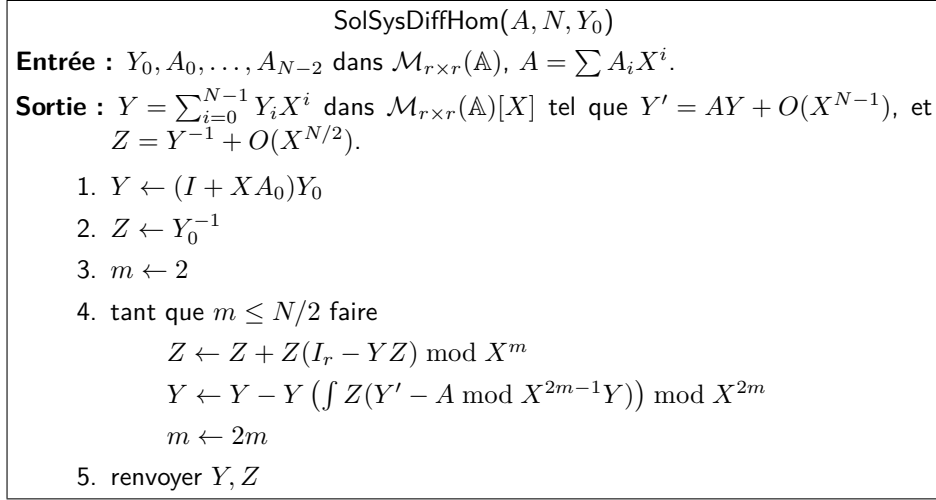 SolSysDiffHom(A, N, Y₀)
Entrée : Y₀, A₀, …, A_{N−2} dans ℳ_{r×r}(𝔸), A = ∑ A_i X^i.
Sortie : Y = ∑_{i=0}^{N−1} Y_i X^i dans ℳ_{r×r}(𝔸)[X] tel que Y′ = AY + O(X^{N−1}), et
Z = Y^{−1} + O(X^{N/2}).
1. Y ← (I + XA₀)Y₀
2. Z ← Y₀^{−1}
3. m ← 2
4. tant que m ≤ N/2 faire
Z ← Z + Z(I_r − YZ) mod X^m
Y ← Y − Y (∫ Z(Y′ − A mod X^{2m−1}Y)) mod X^{2m}
m ← 2m
5. renvoyer Y, Z